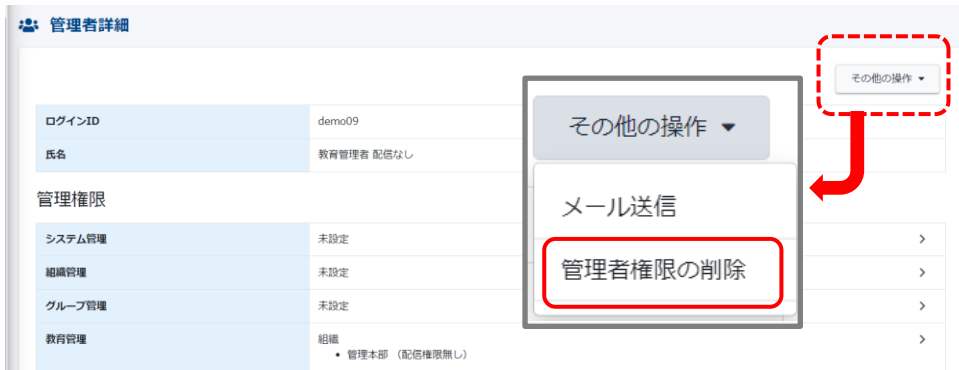 管理者詳細
その他の操作
ログインID demo09
氏名 教育管理者 配信なし
管理権限
システム管理 未設定
組織管理 未設定
グループ管理 未設定
教育管理 組織
• 管理本部 （配信権限無し）
その他の操作
メール送信
管理者権限の削除